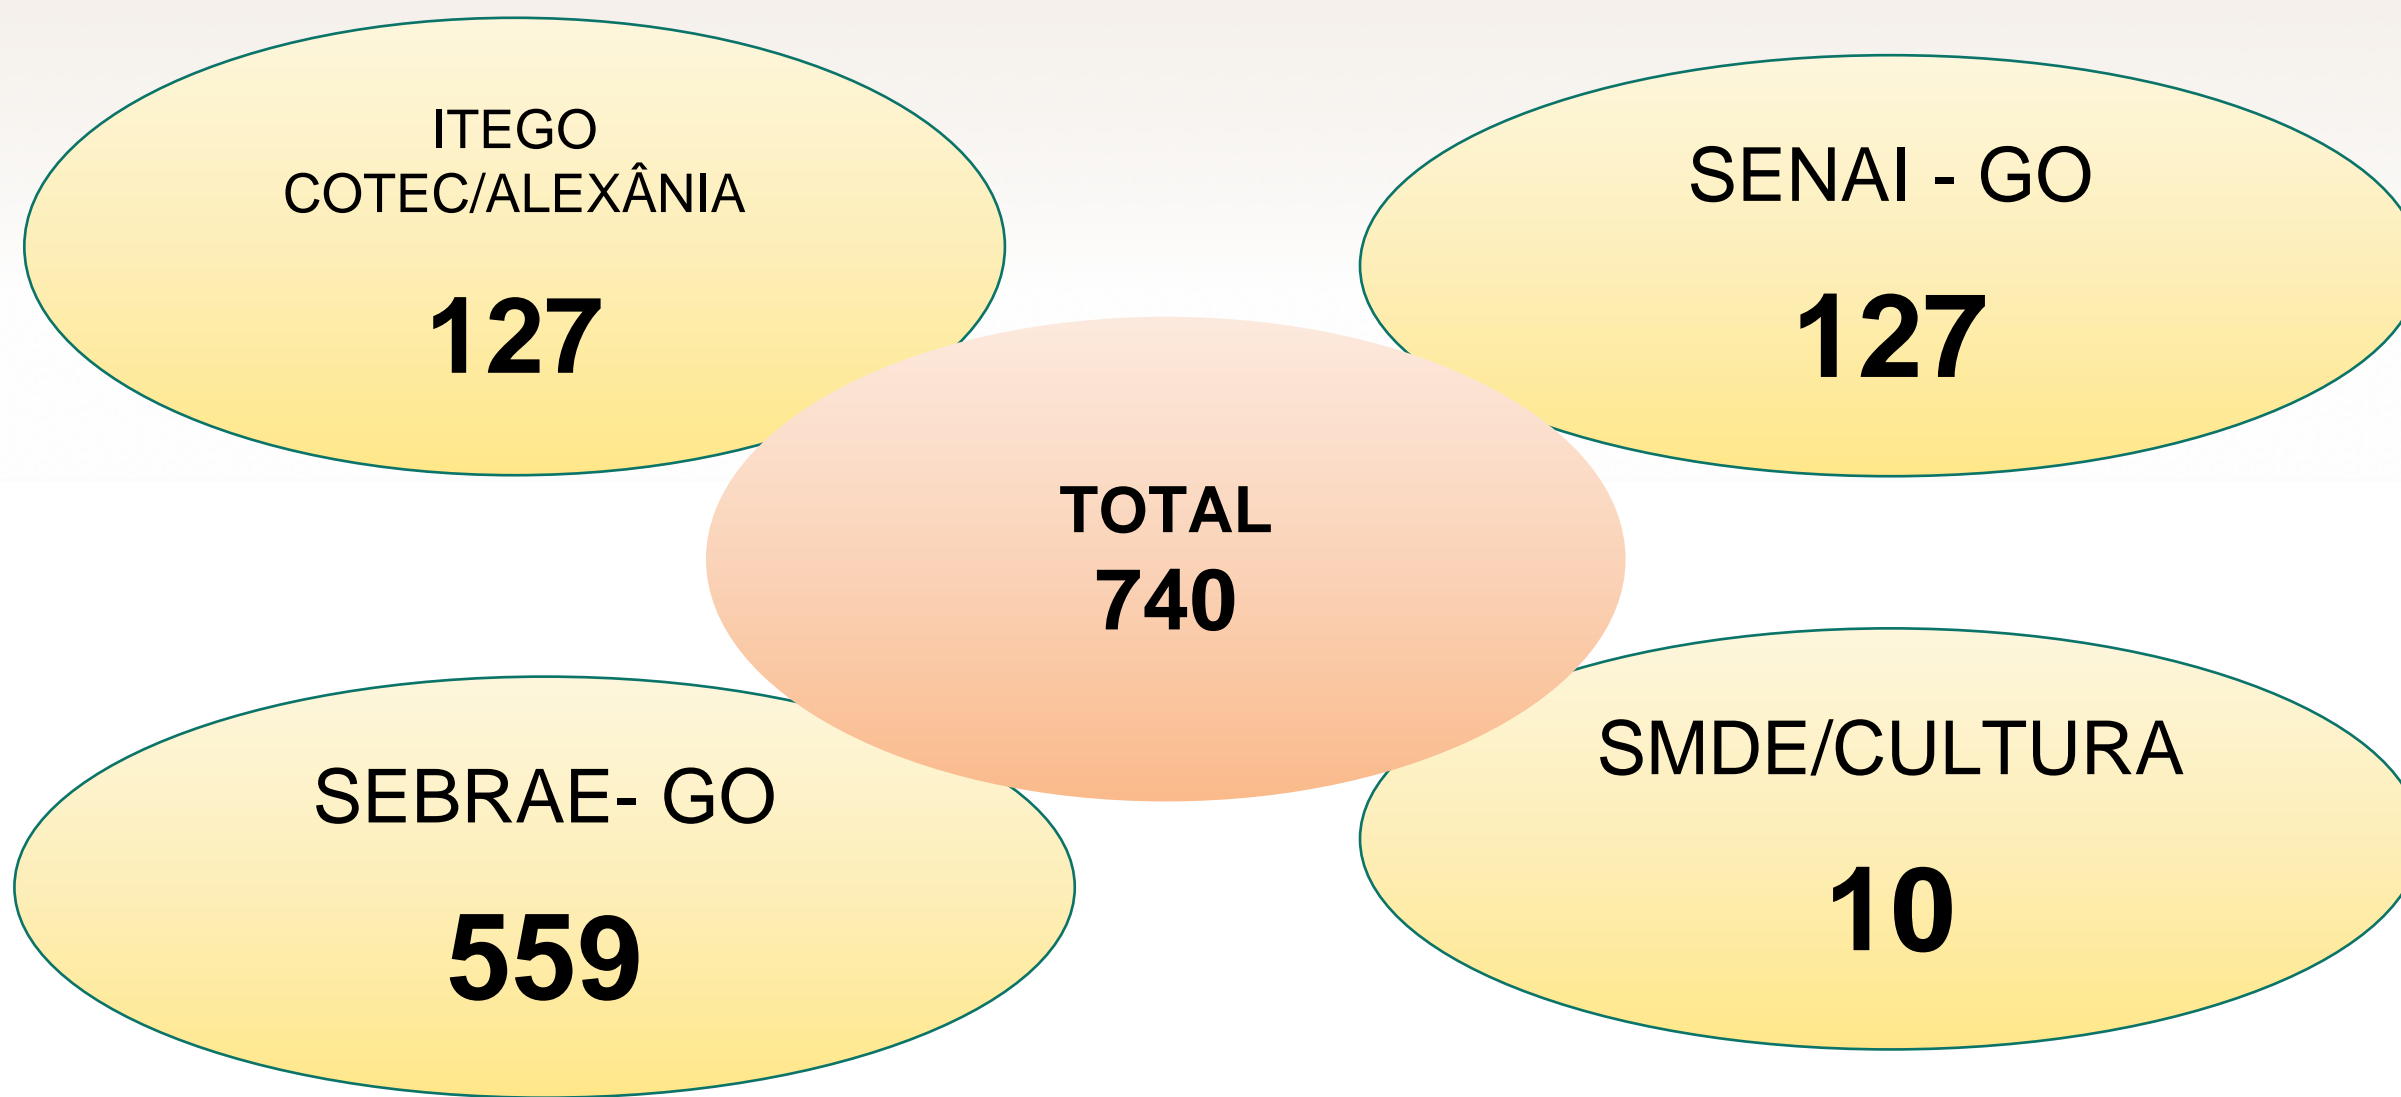 ITEGO
COTEC/ALEXÂNIA
127
SENAI - GO
127
TOTAL
740
SEBRAE- GO
559
SMDE/CULTURA
10